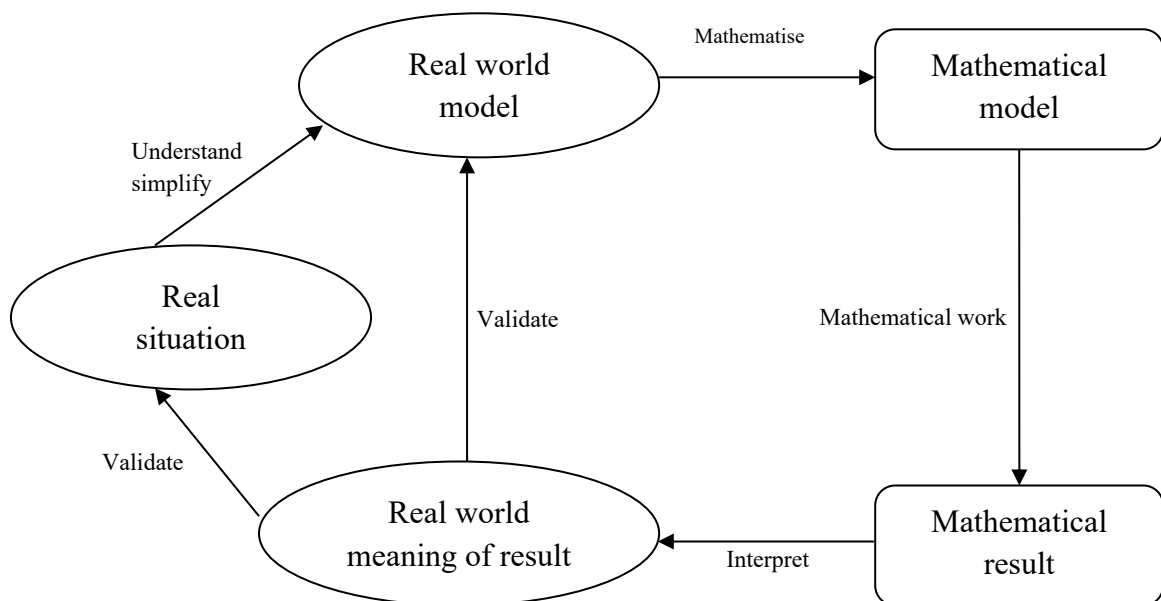 Real world
model
Mathematise
Mathematical
model
Understand
simplify
Real
situation
Validate
Mathematical work
Validate
Real world
meaning of result
Interpret
Mathematical
result